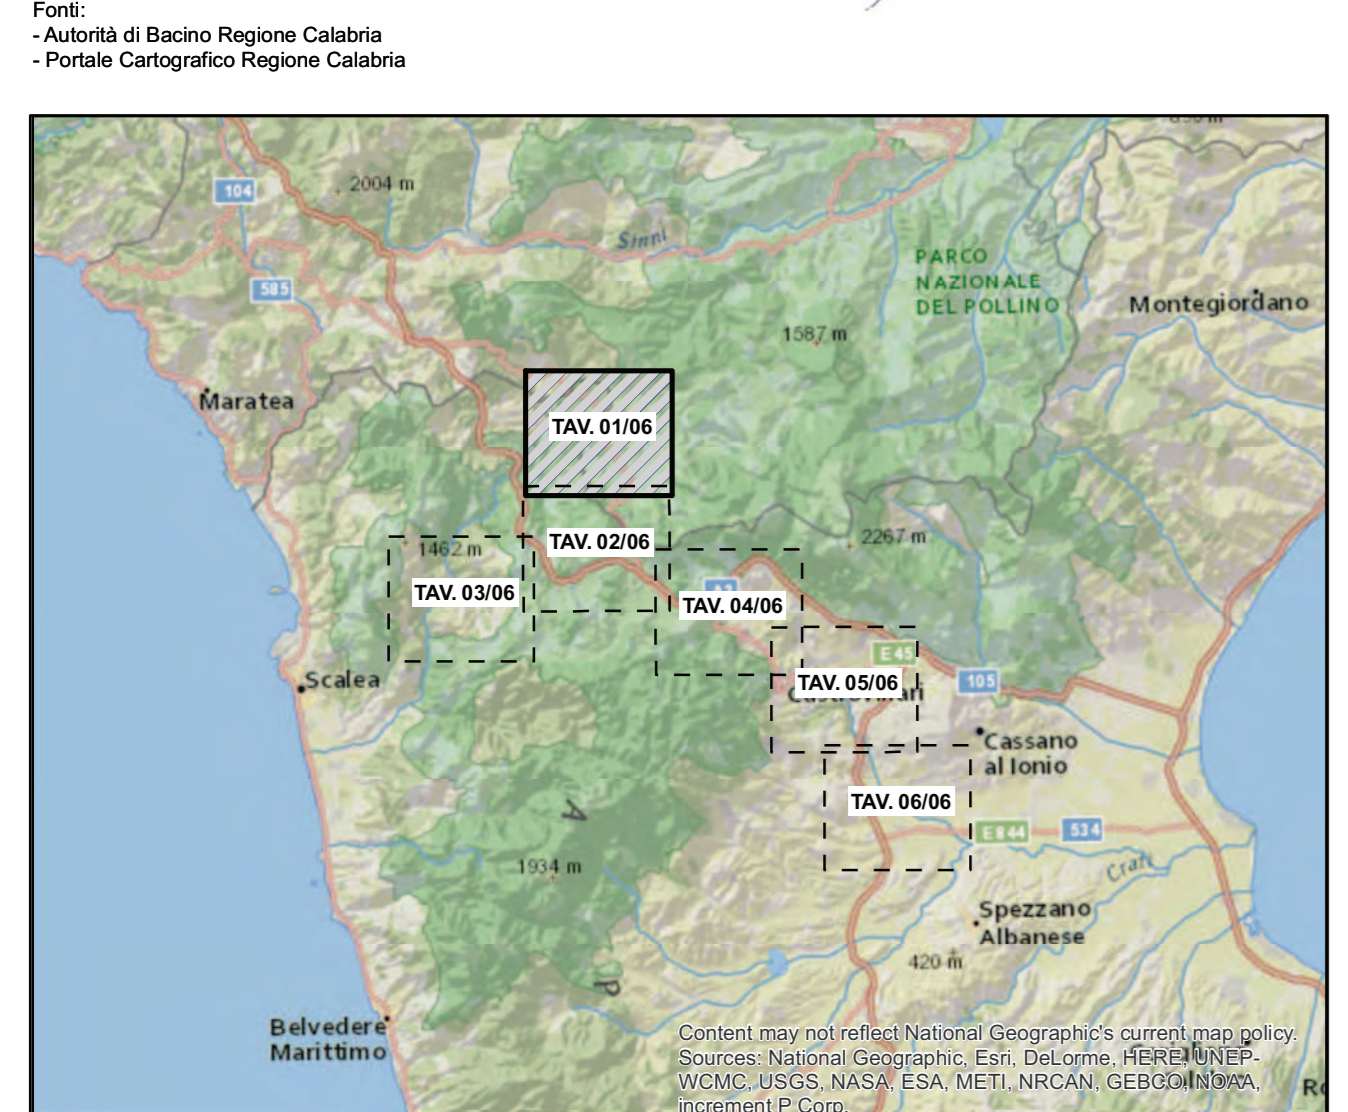 Fonti:
- Autorità di Bacino Regione Calabria
- Portale Cartografico Regione Calabria
104
2004 m
Sinni
PARCO
NAZIONALE
DEL POLLINO
585
Montegiordano
1587 m
Maratea
TAV. 01/06
2267 m
TAV. 02/06
1462 m
TAV. 03/06
TAV. 04/06
E45
Scalea
TAV. 05/06
105
Cassano
al Ionio
TAV. 06/06
E844
534
Crati
A
1934 m
Spezzano
Albanese
420 m
P
Belvedere
Marittimo
Content may not reflect National Geographic's current map policy.
Sources: National Geographic, Esri, DeLorme, HERE, UNEP-
WCMC, USGS, NASA, ESA, METI, NRCAN, GEBCO, NOAA,
increment P Corp.